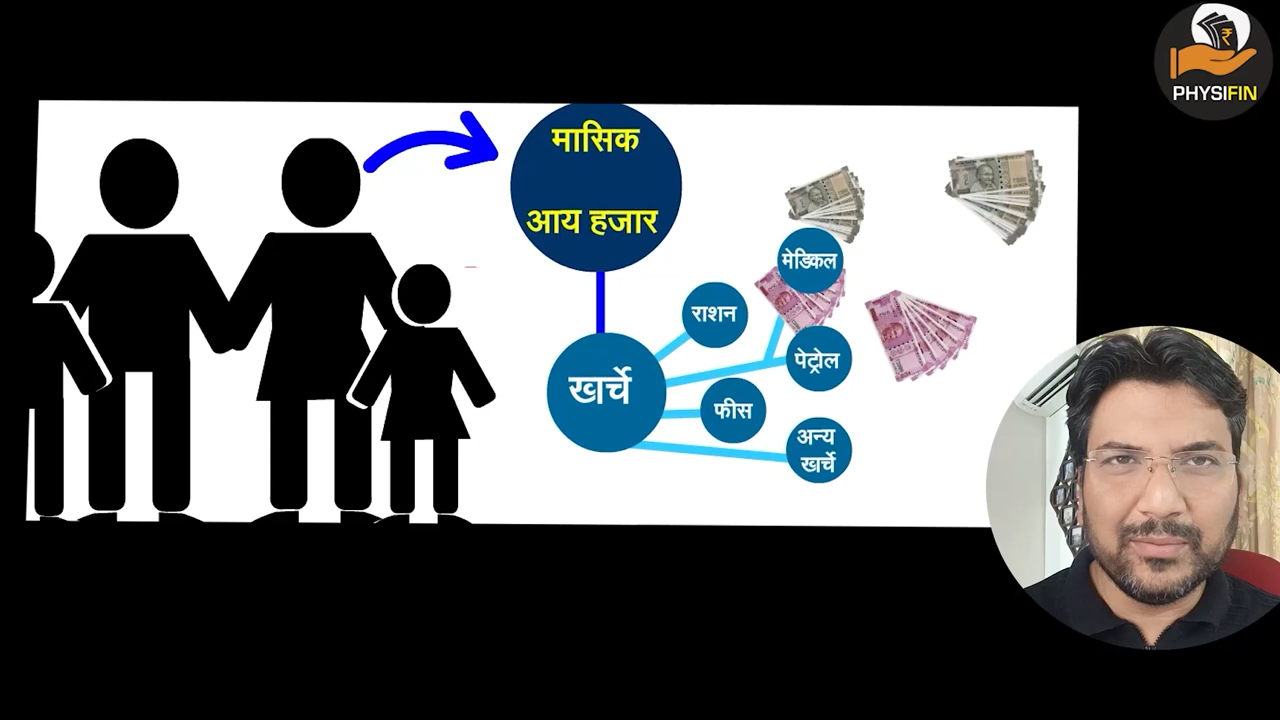 PHYSIFIN
मासिक
आय हजार
मेडिकल
राशन
पेट्रोल
खर्चे
फीस
अन्य
खर्चे